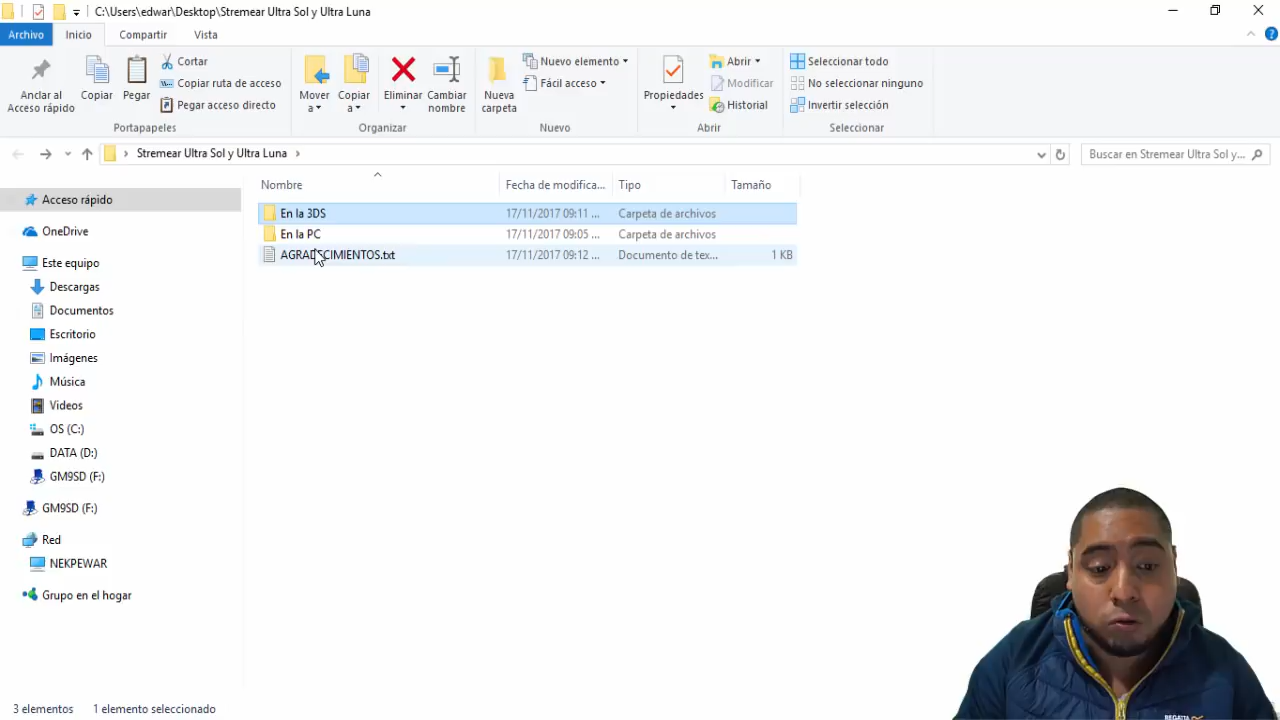 C:\Users\edwar\Desktop\Stremear Ultra Sol y Ultra Luna
Archivo Inicio Compartir Vista
Anclar al Acceso rápido
Copiar
Pegar
Cortar
Copiar ruta de acceso
Pegar acceso directo
Portapapeles
Mover a
Copiar a
Eliminar
Cambiar nombre
Organizar
Nueva carpeta
Nuevo elemento
Fácil acceso
Nuevo
Propiedades
Abrir
Modificar
Historial
Abrir
Seleccionar todo
No seleccionar ninguno
Invertir selección
Seleccionar
Stremear Ultra Sol y Ultra Luna
Buscar en Stremear Ultra Sol y...
Nombre Fecha de modifica... Tipo Tamaño
En la 3DS 17/11/2017 09:11 ... Carpeta de archivos
En la PC 17/11/2017 09:05 ... Carpeta de archivos
AGRADECIMIENTOS.txt 17/11/2017 09:12 ... Documento de tex... 1 KB
Acceso rápido
OneDrive
Este equipo
Descargas
Documentos
Escritorio
Imágenes
Música
Videos
OS (C:)
DATA (D:)
GM9SD (F:)
GM9SD (F:)
Red
NEKPEWAR
Grupo en el hogar
REGATTA
3 elementos 1 elemento seleccionado